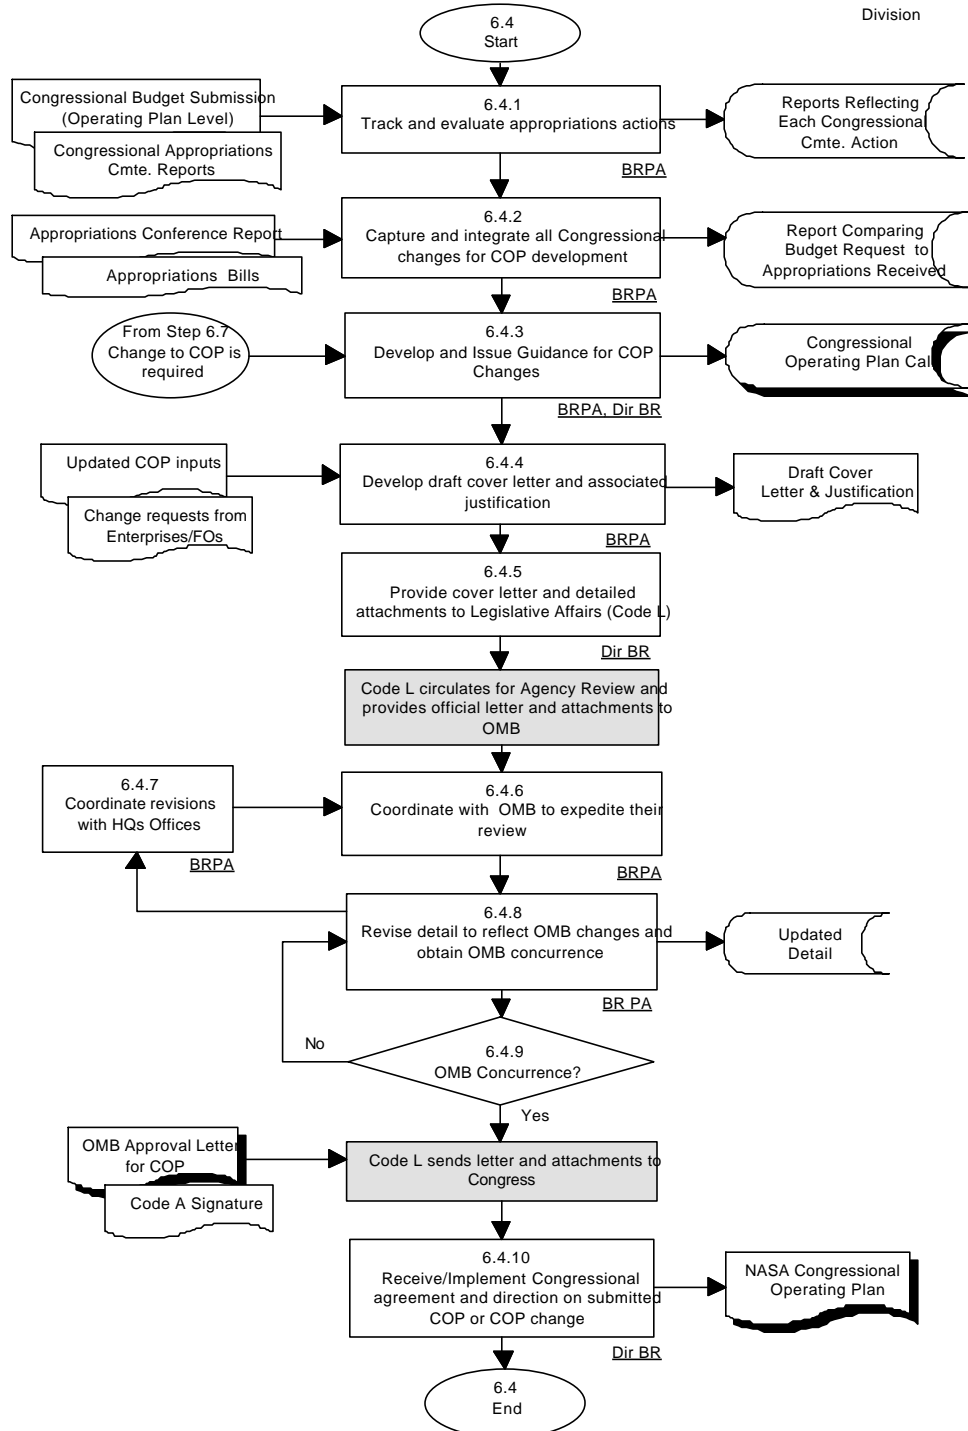 Division
6.4
Start
Congressional Budget Submission
(Operating Plan Level)
Congressional Appropriations
Cmte. Reports
6.4.1
Track and evaluate appropriations actions
BRPA
Reports Reflecting
Each Congressional
Cmte. Action
Appropriations Conference Report
Appropriations Bills
6.4.2
Capture and integrate all Congressional
changes for COP development
BRPA
Report Comparing
Budget Request to
Appropriations Received
From Step 6.7
Change to COP is
required
6.4.3
Develop and Issue Guidance for COP
Changes
BRPA, Dir BR
Congressional
Operating Plan Call
Updated COP inputs
Change requests from
Enterprises/FOs
6.4.4
Develop draft cover letter and associated
justification
BRPA
Draft Cover
Letter & Justification
6.4.5
Provide cover letter and detailed
attachments to Legislative Affairs (Code L)
Dir BR
Code L circulates for Agency Review and
provides official letter and attachments to
OMB
6.4.7
Coordinate revisions
with HQs Offices
BRPA
6.4.6
Coordinate with OMB to expedite their
review
BRPA
6.4.8
Revise detail to reflect OMB changes and
obtain OMB concurrence
BR PA
Updated
Detail
No
6.4.9
OMB Concurrence?
Yes
OMB Approval Letter
for COP
Code A Signature
Code L sends letter and attachments to
Congress
6.4.10
Receive/Implement Congressional
agreement and direction on submitted
COP or COP change
Dir BR
NASA Congressional
Operating Plan
6.4
End